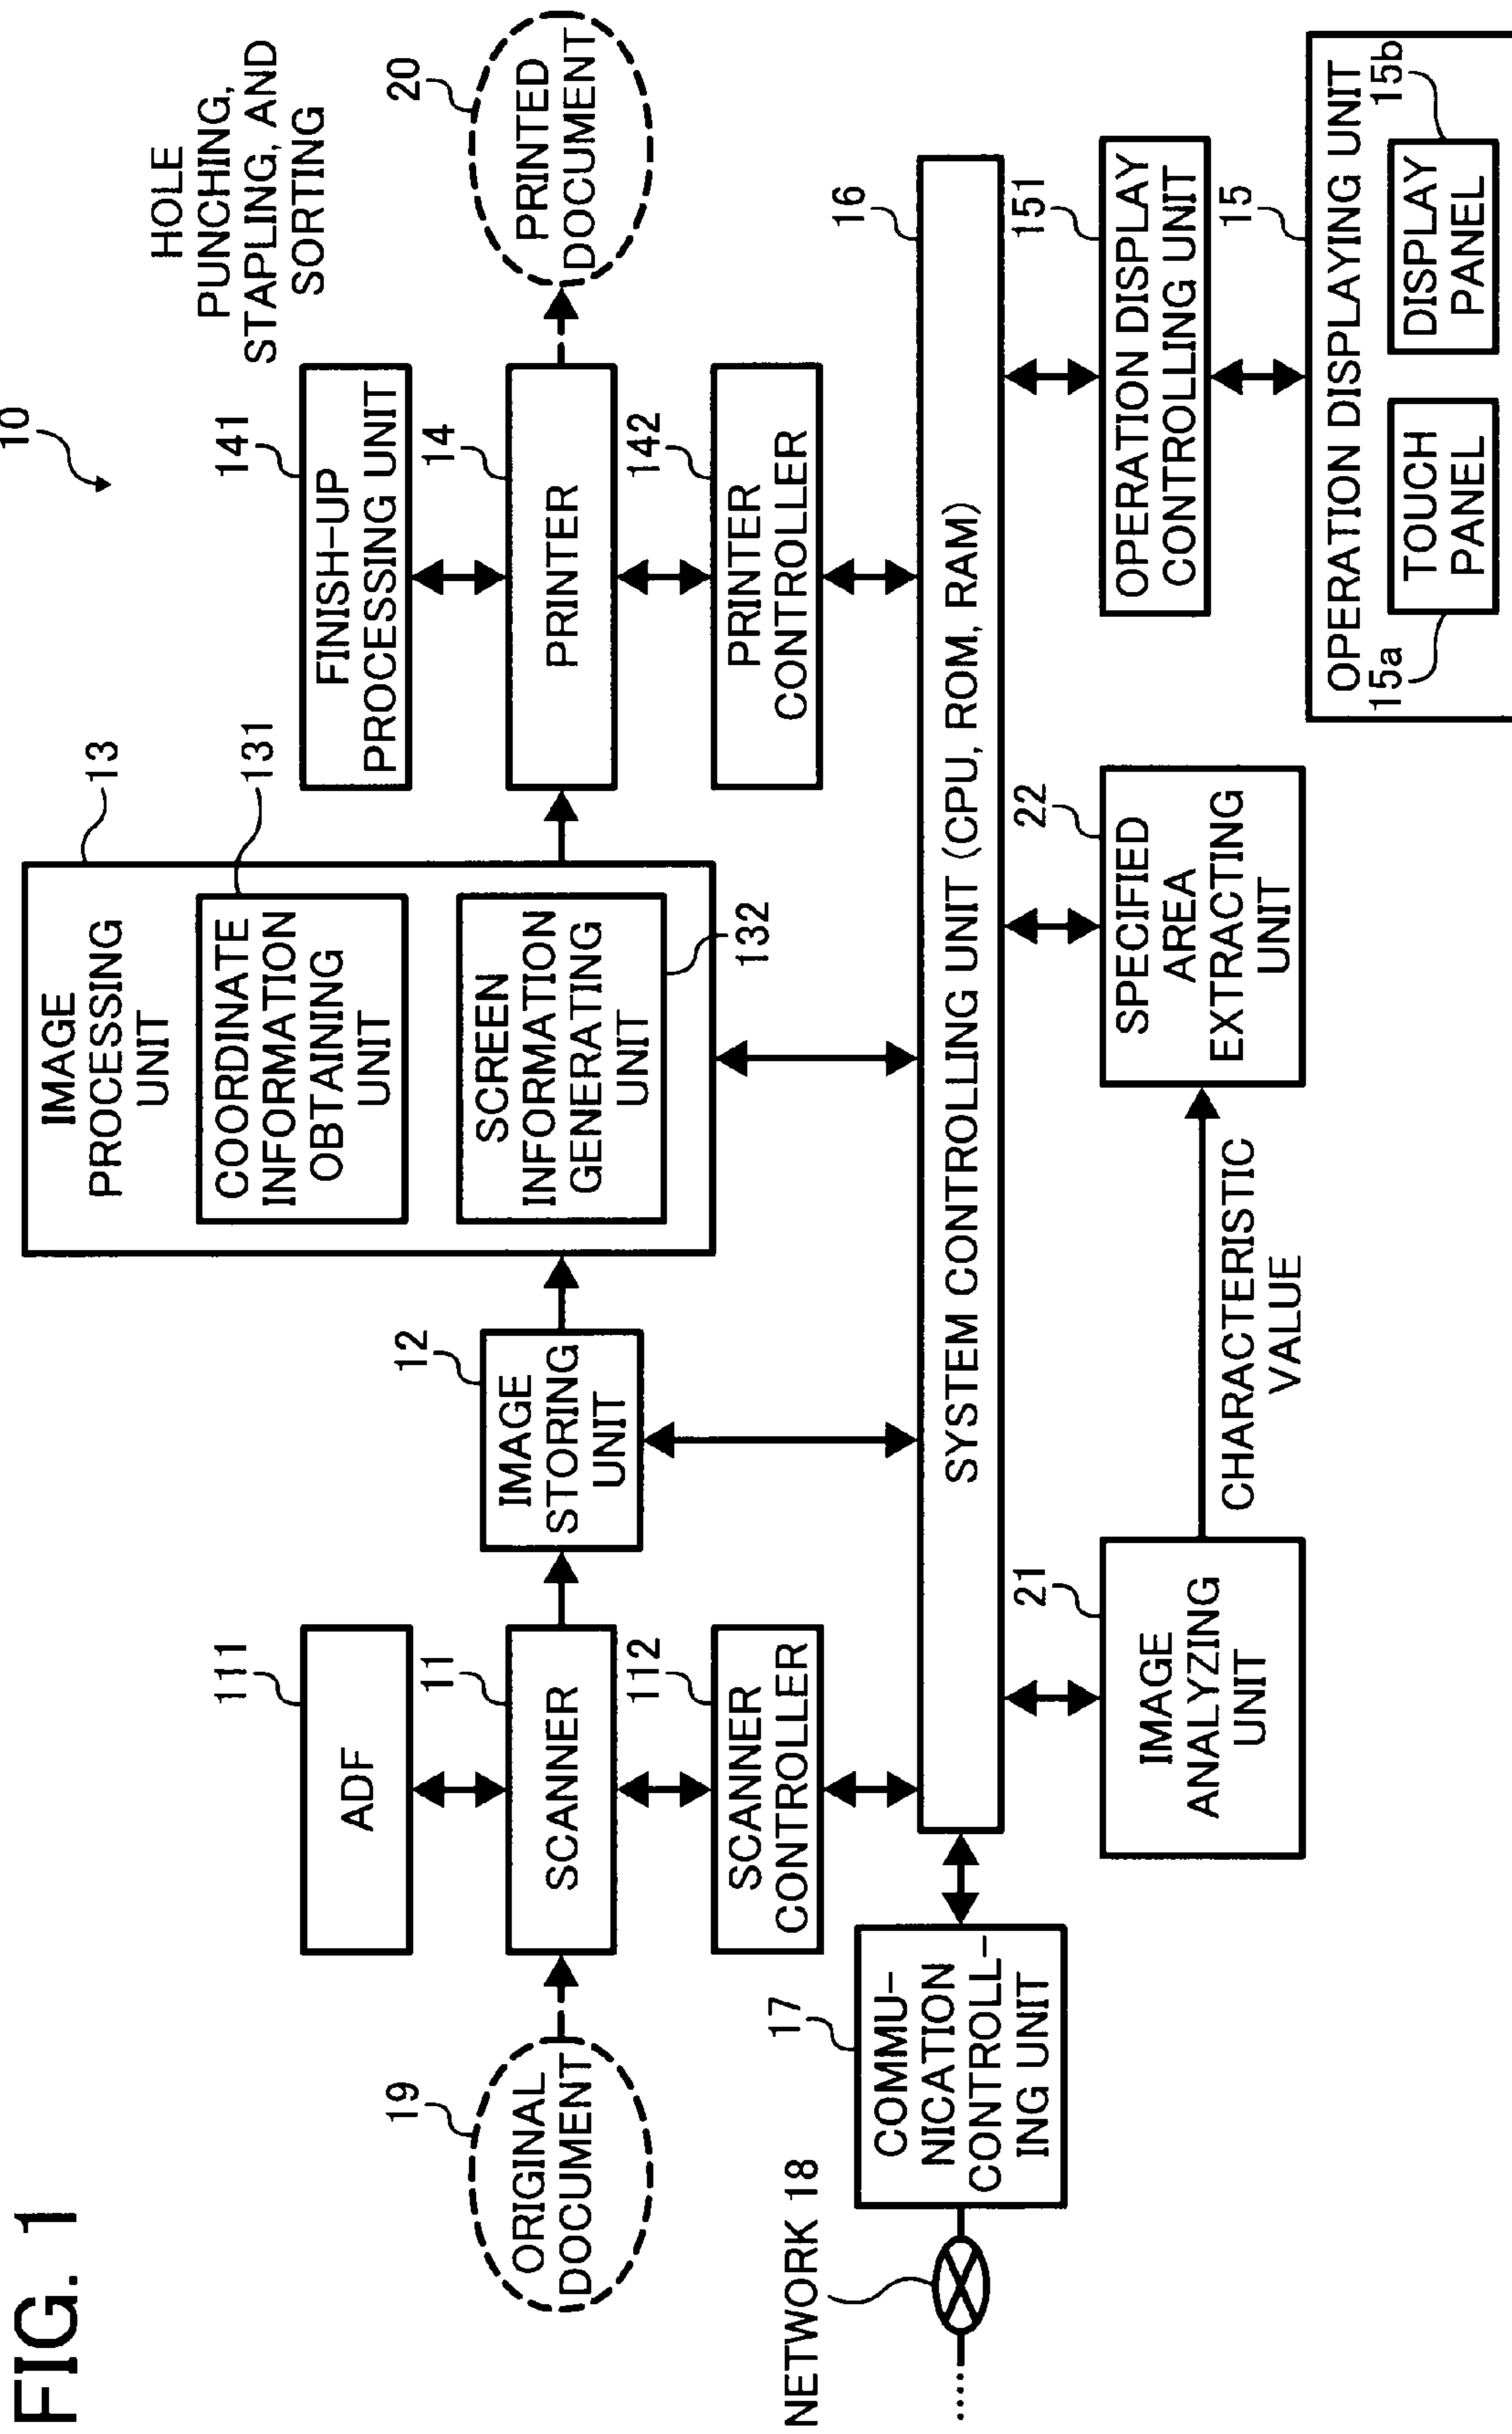 FIG. 1
10
HOLE
PUNCHING,
STAPLING, AND
SORTING
13
IMAGE
PROCESSING
UNIT
131
COORDINATE
INFORMATION
OBTAINING
UNIT
SCREEN
INFORMATION
GENERATING
UNIT
132
111
ADF
141
FINISH-UP
PROCESSING UNIT
19
ORIGINAL
DOCUMENT
11
SCANNER
12
IMAGE
STORING
UNIT
14
PRINTER
20
PRINTED
DOCUMENT
112
SCANNER
CONTROLLER
142
PRINTER
CONTROLLER
NETWORK 18
17
COMMU-
NICATION
CONTROLL-
ING UNIT
16
SYSTEM CONTROLLING UNIT (CPU, ROM, RAM)
21
IMAGE
ANALYZING
UNIT
CHARACTERISTIC
VALUE
22
SPECIFIED
AREA
EXTRACTING
UNIT
151
OPERATION DISPLAY
CONTROLLING UNIT
15
OPERATION DISPLAYING UNIT
15a
TOUCH
PANEL
15b
DISPLAY
PANEL